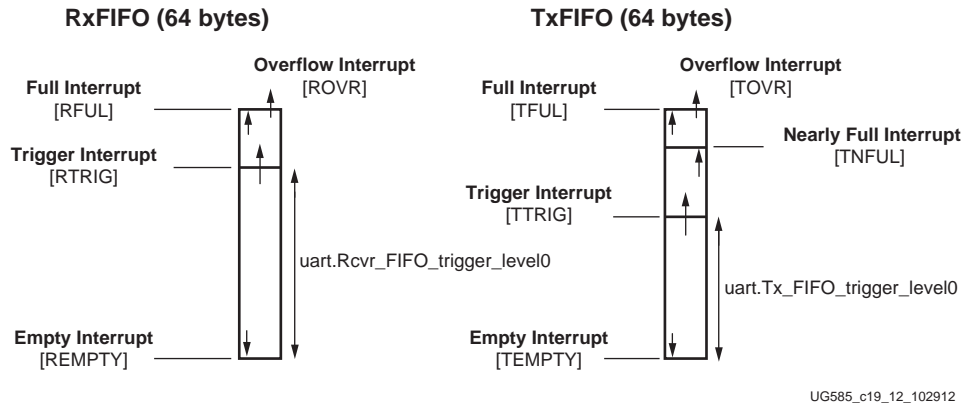 RxFIFO (64 bytes)
TxFIFO (64 bytes)
Overflow Interrupt
[ROVR]
Full Interrupt
[RFUL]
Trigger Interrupt
[RTRIG]
uart.Rcvr_FIFO_trigger_level0
Empty Interrupt
[REMPTY]
Overflow Interrupt
[TOVR]
Full Interrupt
[TFUL]
Nearly Full Interrupt
[TNFUL]
Trigger Interrupt
[TTRIG]
uart.Tx_FIFO_trigger_level0
Empty Interrupt
[TEMPTY]
UG585_c19_12_102912